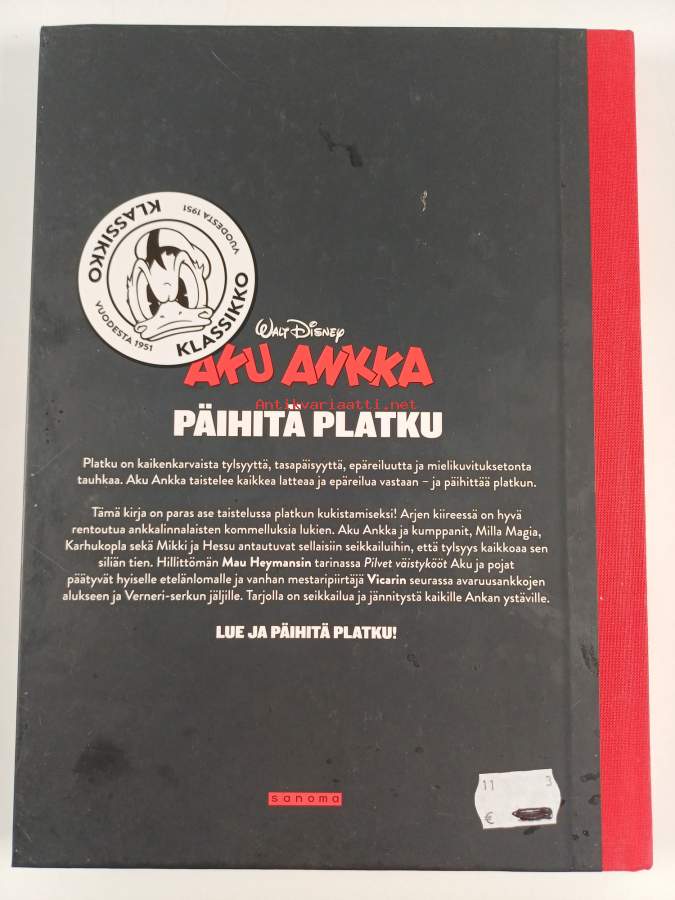 KLASSIKKO
VUODESTA 1951
VUODESTA 1951
KLASSIKKO
WALT DISNEY
AKU ANKKA
Antikvariaatti.net
PÄIHITÄ PLATKU
Platku on kaikenkarvaista tylsyyttä, tasapäisyyttä, epäreiluutta ja mielikuvituksetonta
tauhkaa. Aku Ankka taistelee kaikkea latteaa ja epäreilua vastaan – ja päihittää platkun.
Tämä kirja on paras ase taistelussa platkun kukistamiseksi! Arjen kiireessä on hyvä
rentoutua ankkalinnalaisten kommelluksia lukien. Aku Ankka ja kumppanit, Milla Magia,
Karhukopla sekä Mikki ja Hessu antautuvat sellaisiin seikkailuihin, että tylsyys kaikkoaa sen
siliän tien. Hillittömän Mau Heymansin tarinassa Pilvet väistykööt Aku ja pojat
päätyvät hyiselle etelänlomalle ja vanhan mestaripiirtäjä Vicarin seurassa avaruusankkojen
alukseen ja Verneri-serkun jäljille. Tarjolla on seikkailua ja jännitystä kaikille Ankan ystäville.
LUE JA PÄIHITÄ PLATKU!
sanoma
11 3
€